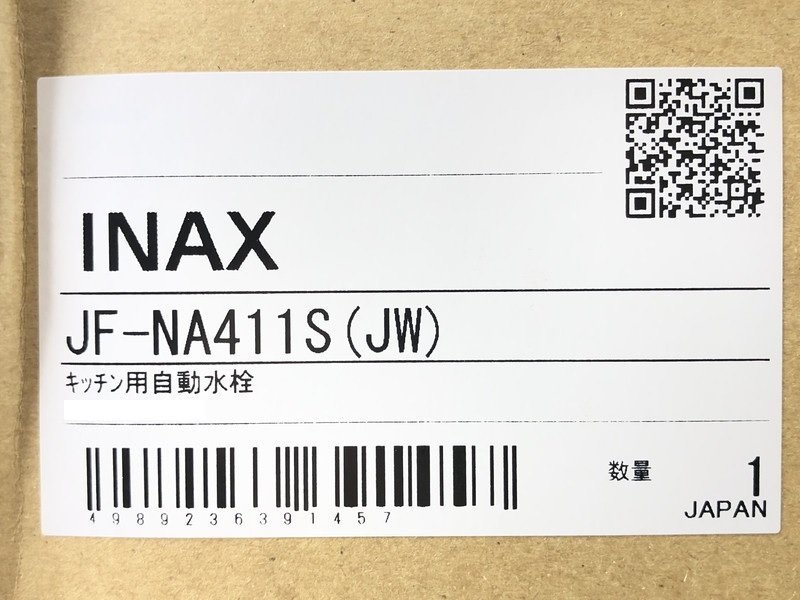 INAX
JF-NA411S(JW)
ｷｯﾁﾝ用自動水栓
4989236391457
数量 1
JAPAN